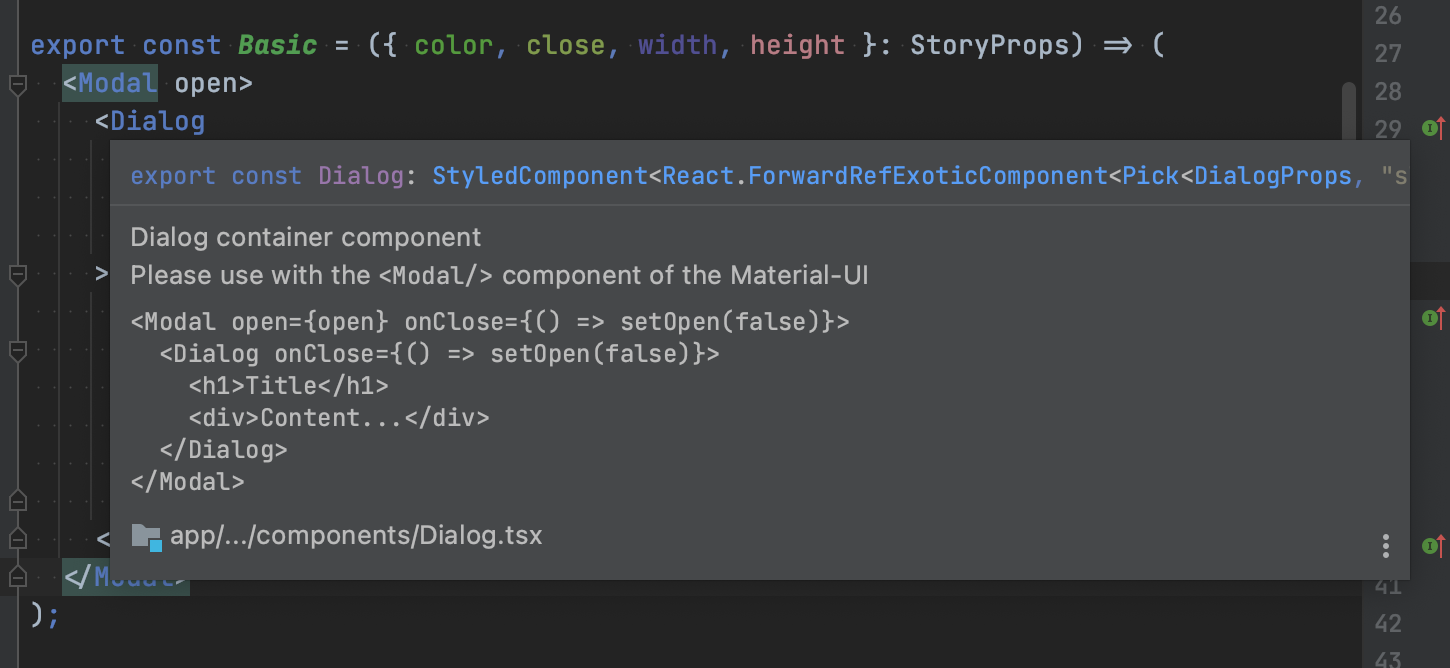 export const Basic = ({ color, close, width, height }: StoryProps) => (
<Modal open>
<Dialog
export const Dialog: StyledComponent<React.ForwardRefExoticComponent<Pick<DialogProps, "s
Dialog container component
Please use with the <Modal/> component of the Material-UI
<Modal open={open} onClose={() => setOpen(false)}>
<Dialog onClose={() => setOpen(false)}>
<h1>Title</h1>
<div>Content...</div>
</Dialog>
</Modal>
app/.../components/Dialog.tsx
>
<
</Modal>
);
26
27
28
29
41
42
43